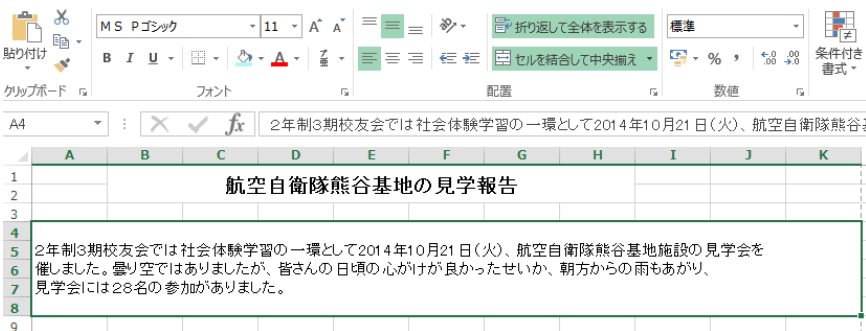 MS Pゴシック 11 A A 折り返して全体を表示する 標準
貼り付け B I U A セルを結合して中央揃え % , .0 .00 .00 .0 条件付き書式
クリップボード フォント 配置 数値
A4 fx 2年制3期校友会では社会体験学習の一環として2014年10月21日(火)、航空自衛隊熊谷
A B C D E F G H I J K
1
航空自衛隊熊谷基地の見学報告
2
3
4
5 2年制3期校友会では社会体験学習の一環として2014年10月21日(火)、航空自衛隊熊谷基地施設の見学会を
6 催しました。曇り空ではありましたが、皆さんの日頃の心がけが良かったせいか、朝方からの雨もあがり、
7 見学会には28名の参加がありました。
8
9